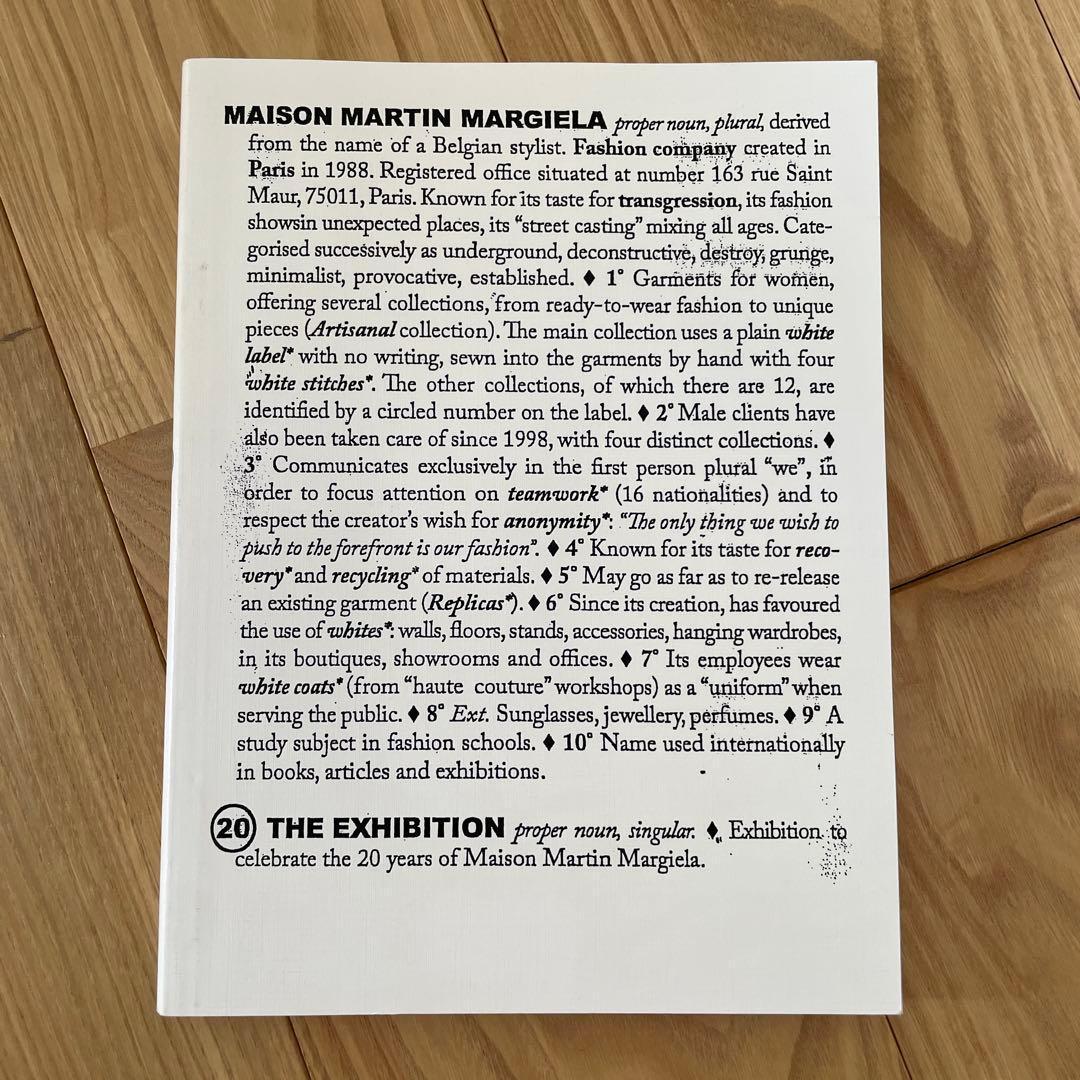 MAISON MARTIN MARGIELA proper noun, plural, derived
from the name of a Belgian stylist. Fashion company created in
Paris in 1988. Registered office situated at number 163 rue Saint
Maur, 75011, Paris. Known for its taste for transgression, its fashion
showsin unexpected places, its “street casting” mixing all ages. Cate-
gorised successively as underground, deconstructive, destroy, grunge,
minimalist, provocative, established. ♦ 1° Garments for women,
offering several collections, from ready-to-wear fashion to unique
pieces (Artisanal collection). The main collection uses a plain white
label* with no writing, sewn into the garments by hand with four
white stitches*. The other collections, of which there are 12, are
identified by a circled number on the label. ♦ 2° Male clients have
also been taken care of since 1998, with four distinct collections. ♦
3° Communicates exclusively in the first person plural “we”, in
order to focus attention on teamwork* (16 nationalities) and to
respect the creator’s wish for anonymity*: “The only thing we wish to
push to the forefront is our fashion”. ♦ 4° Known for its taste for reco-
very* and recycling* of materials. ♦ 5° May go as far as to re-release
an existing garment (Replicas*). ♦ 6° Since its creation, has favoured
the use of whites*: walls, floors, stands, accessories, hanging wardrobes,
in its boutiques, showrooms and offices. ♦ 7° Its employees wear
white coats* (from “haute couture” workshops) as a “uniform” when
serving the public. ♦ 8° Ext. Sunglasses, jewellery, perfumes. ♦ 9° A
study subject in fashion schools. ♦ 10° Name used internationally
in books, articles and exhibitions.
20 THE EXHIBITION proper noun, singular. ♦ Exhibition to
celebrate the 20 years of Maison Martin Margiela.